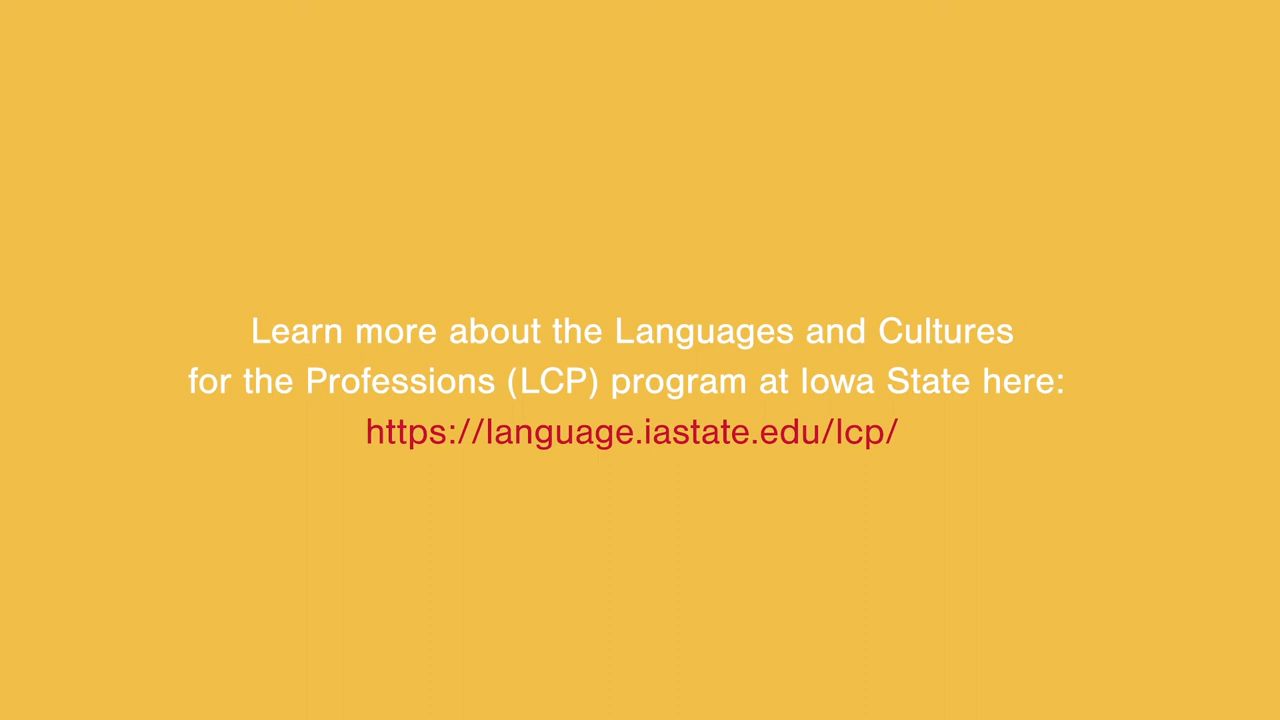 Learn more about the Languages and Cultures
for the Professions (LCP) program at Iowa State here:
https://language.iastate.edu/lcp/